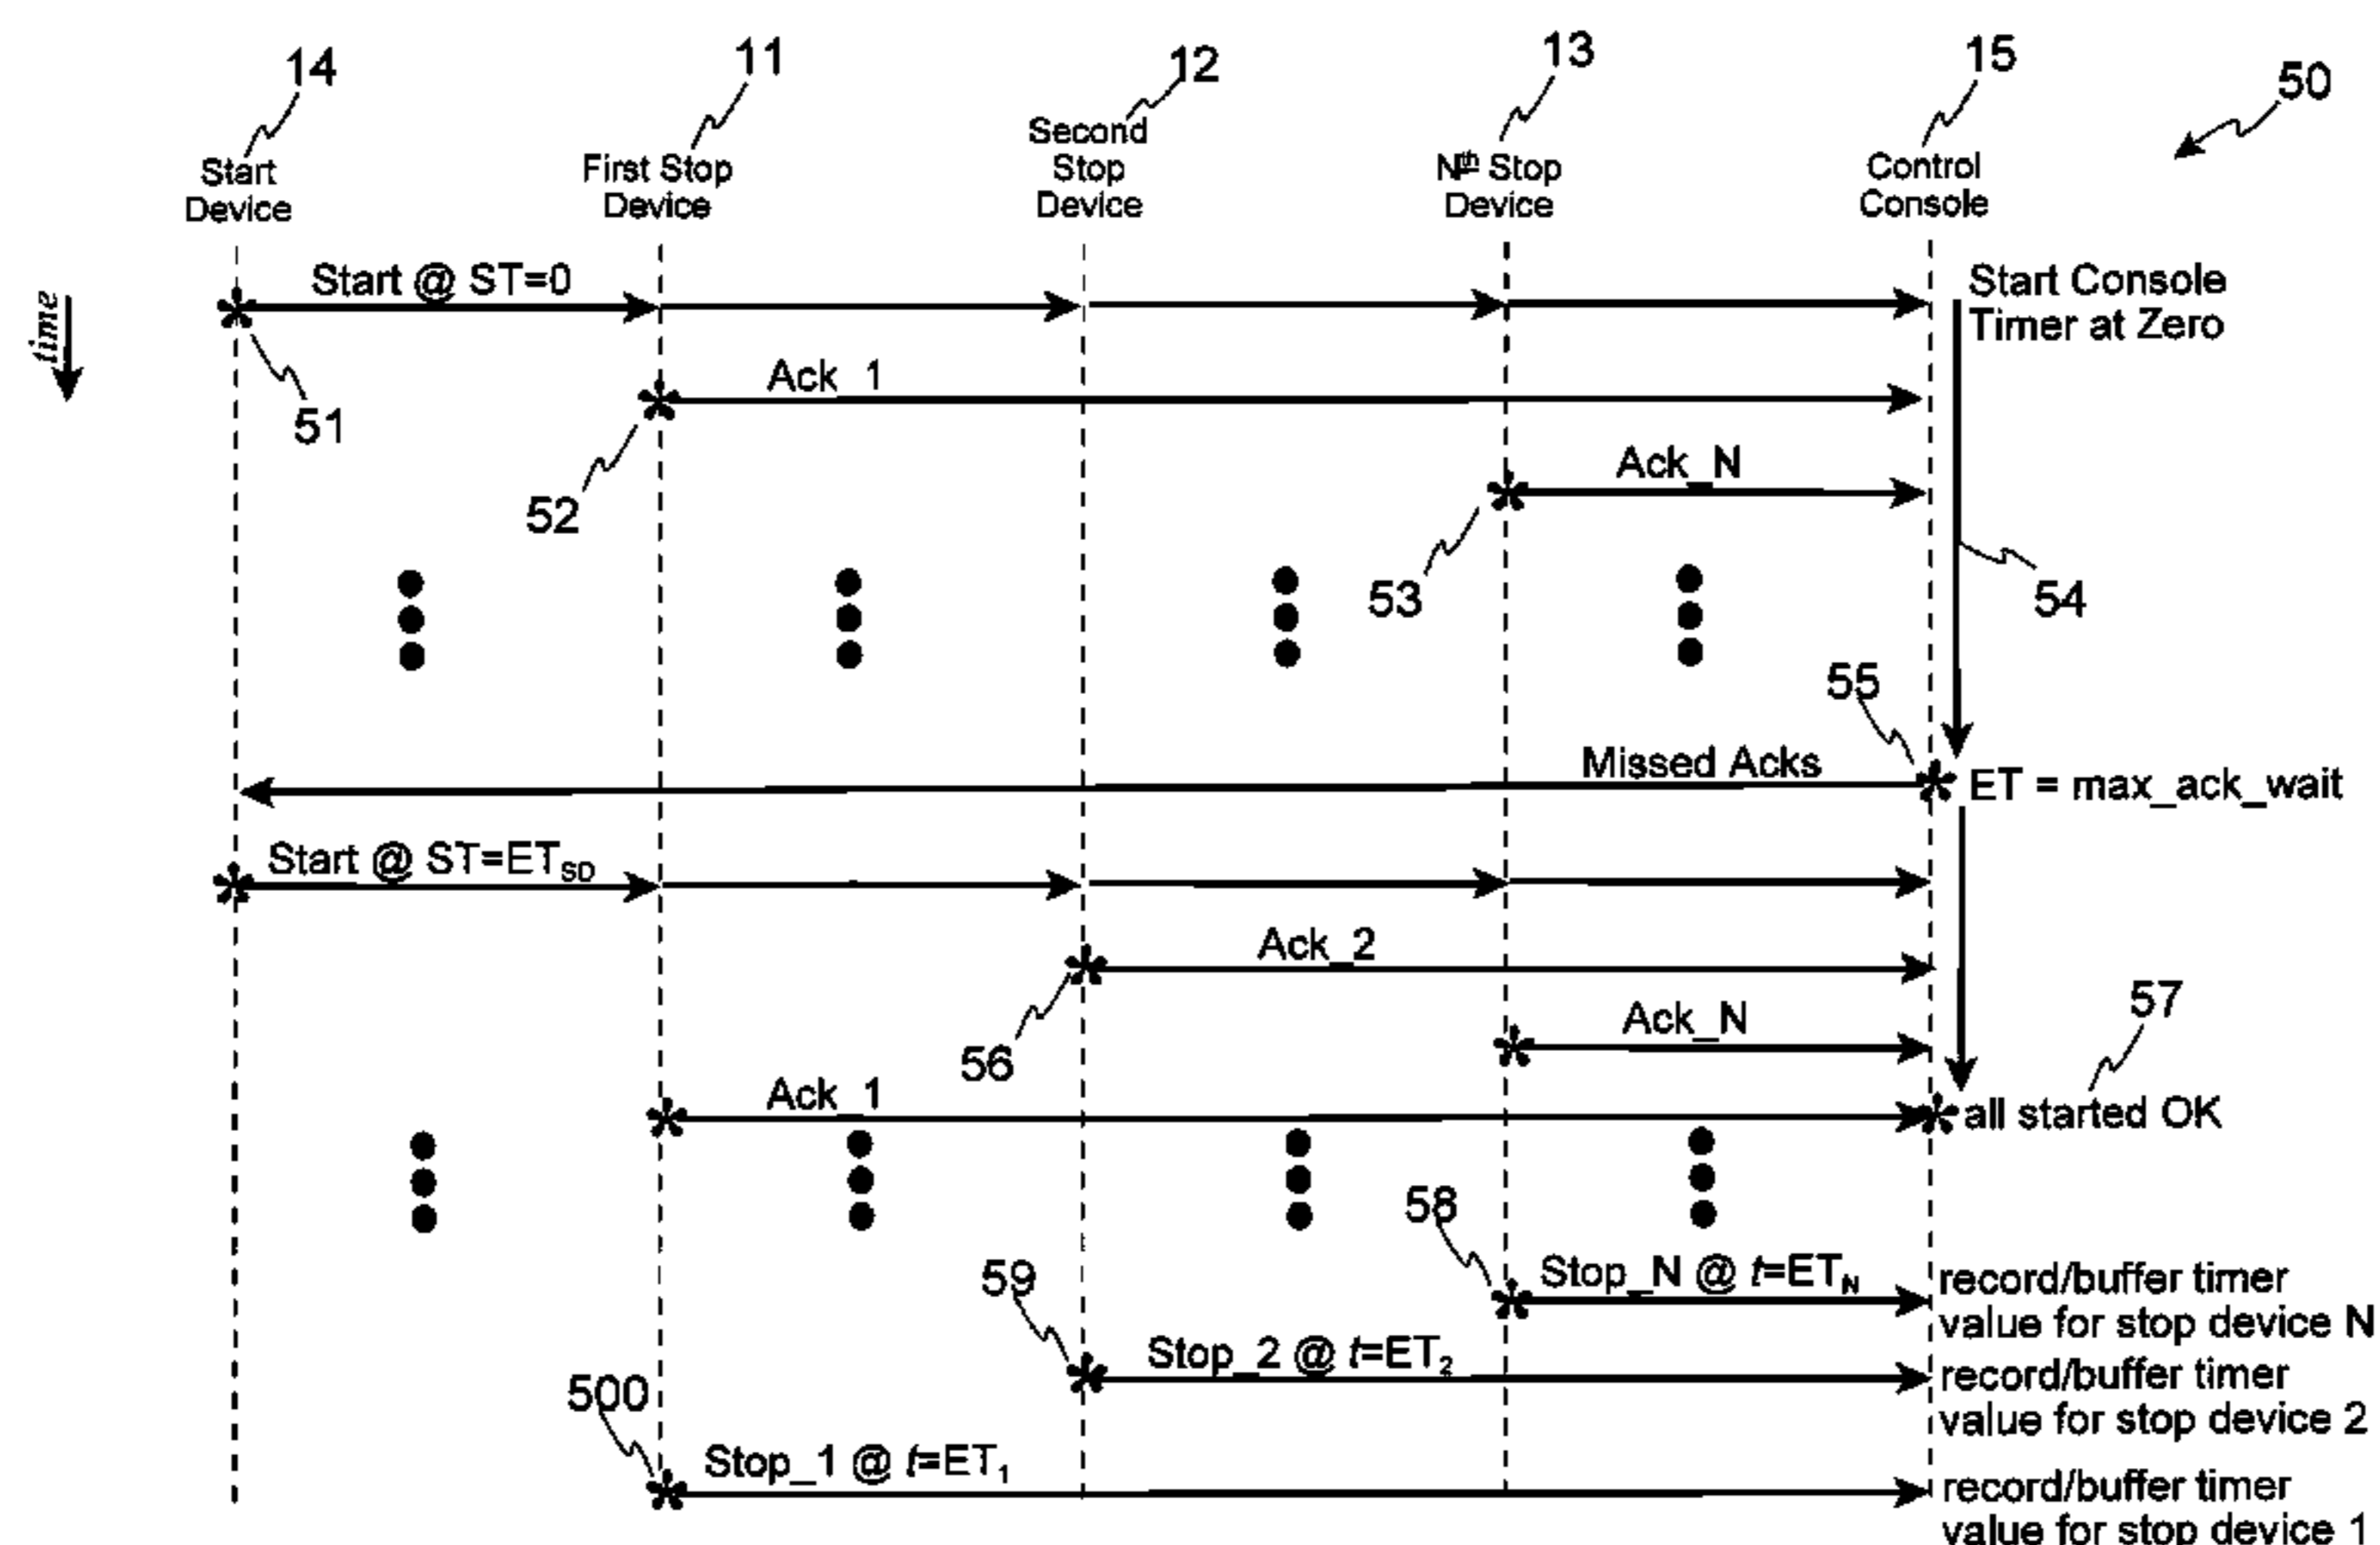 14
11
12
13
15
50
Start
Device
First Stop
Device
Second
Stop
Device
Nth Stop
Device
Control
Console
time
Start @ ST=0
Start Console
Timer at Zero
51
Ack_1
52
Ack_N
53
54
55
Missed Acks
ET = max_ack_wait
Start @ ST=ETSD
Ack_2
56
Ack_N
57
Ack_1
all started OK
58
Stop_N @ t=ETN
record/buffer timer
value for stop device N
59
Stop_2 @ t=ET2
record/buffer timer
value for stop device 2
500
Stop_1 @ t=ET1
record/buffer timer
value for stop device 1